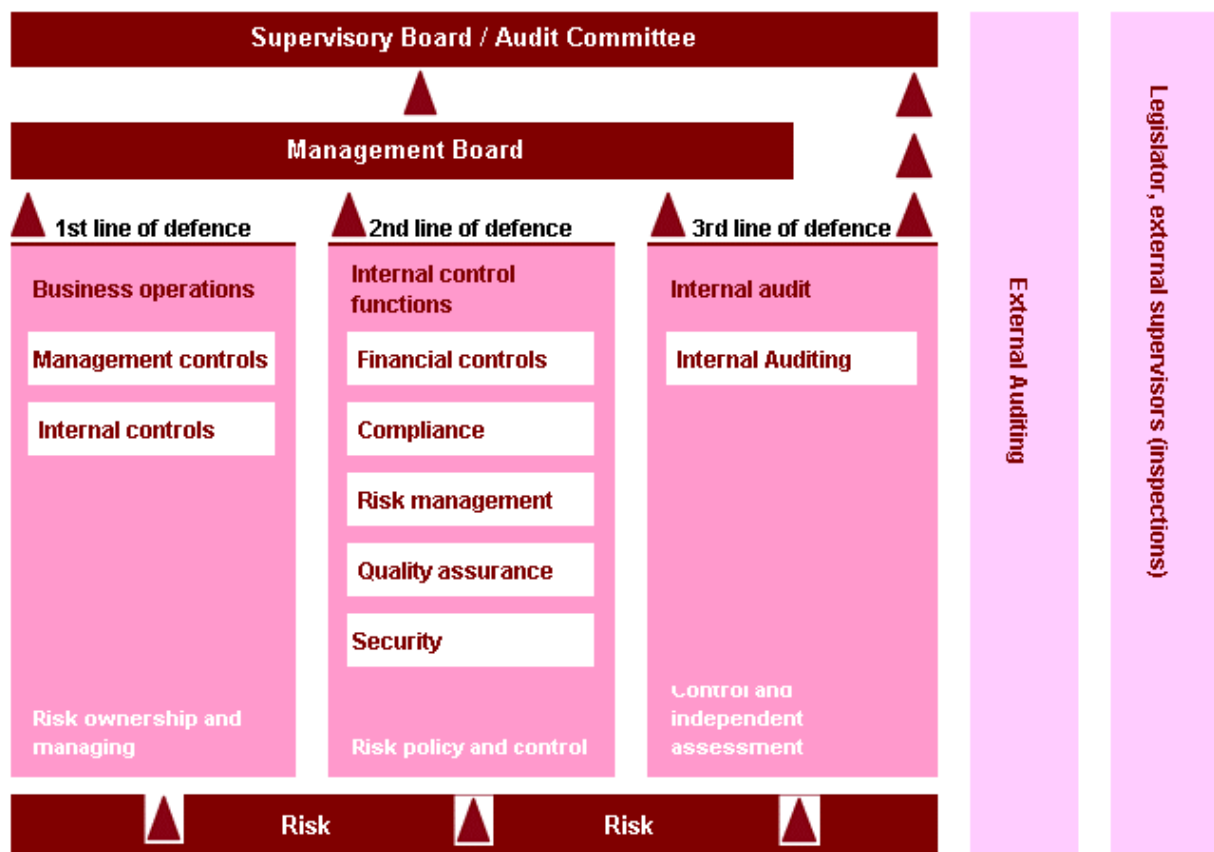 Supervisory Board / Audit Committee
Management Board
1st line of defence
2nd line of defence
3rd line of defence
Business operations
Management controls
Internal controls
Risk ownership and
managing
Internal control
functions
Financial controls
Compliance
Risk management
Quality assurance
Security
Risk policy and control
Internal audit
Internal Auditing
Control and
independent
assessment
Risk
Risk
External Auditing
Legislator, external supervisors (inspections)